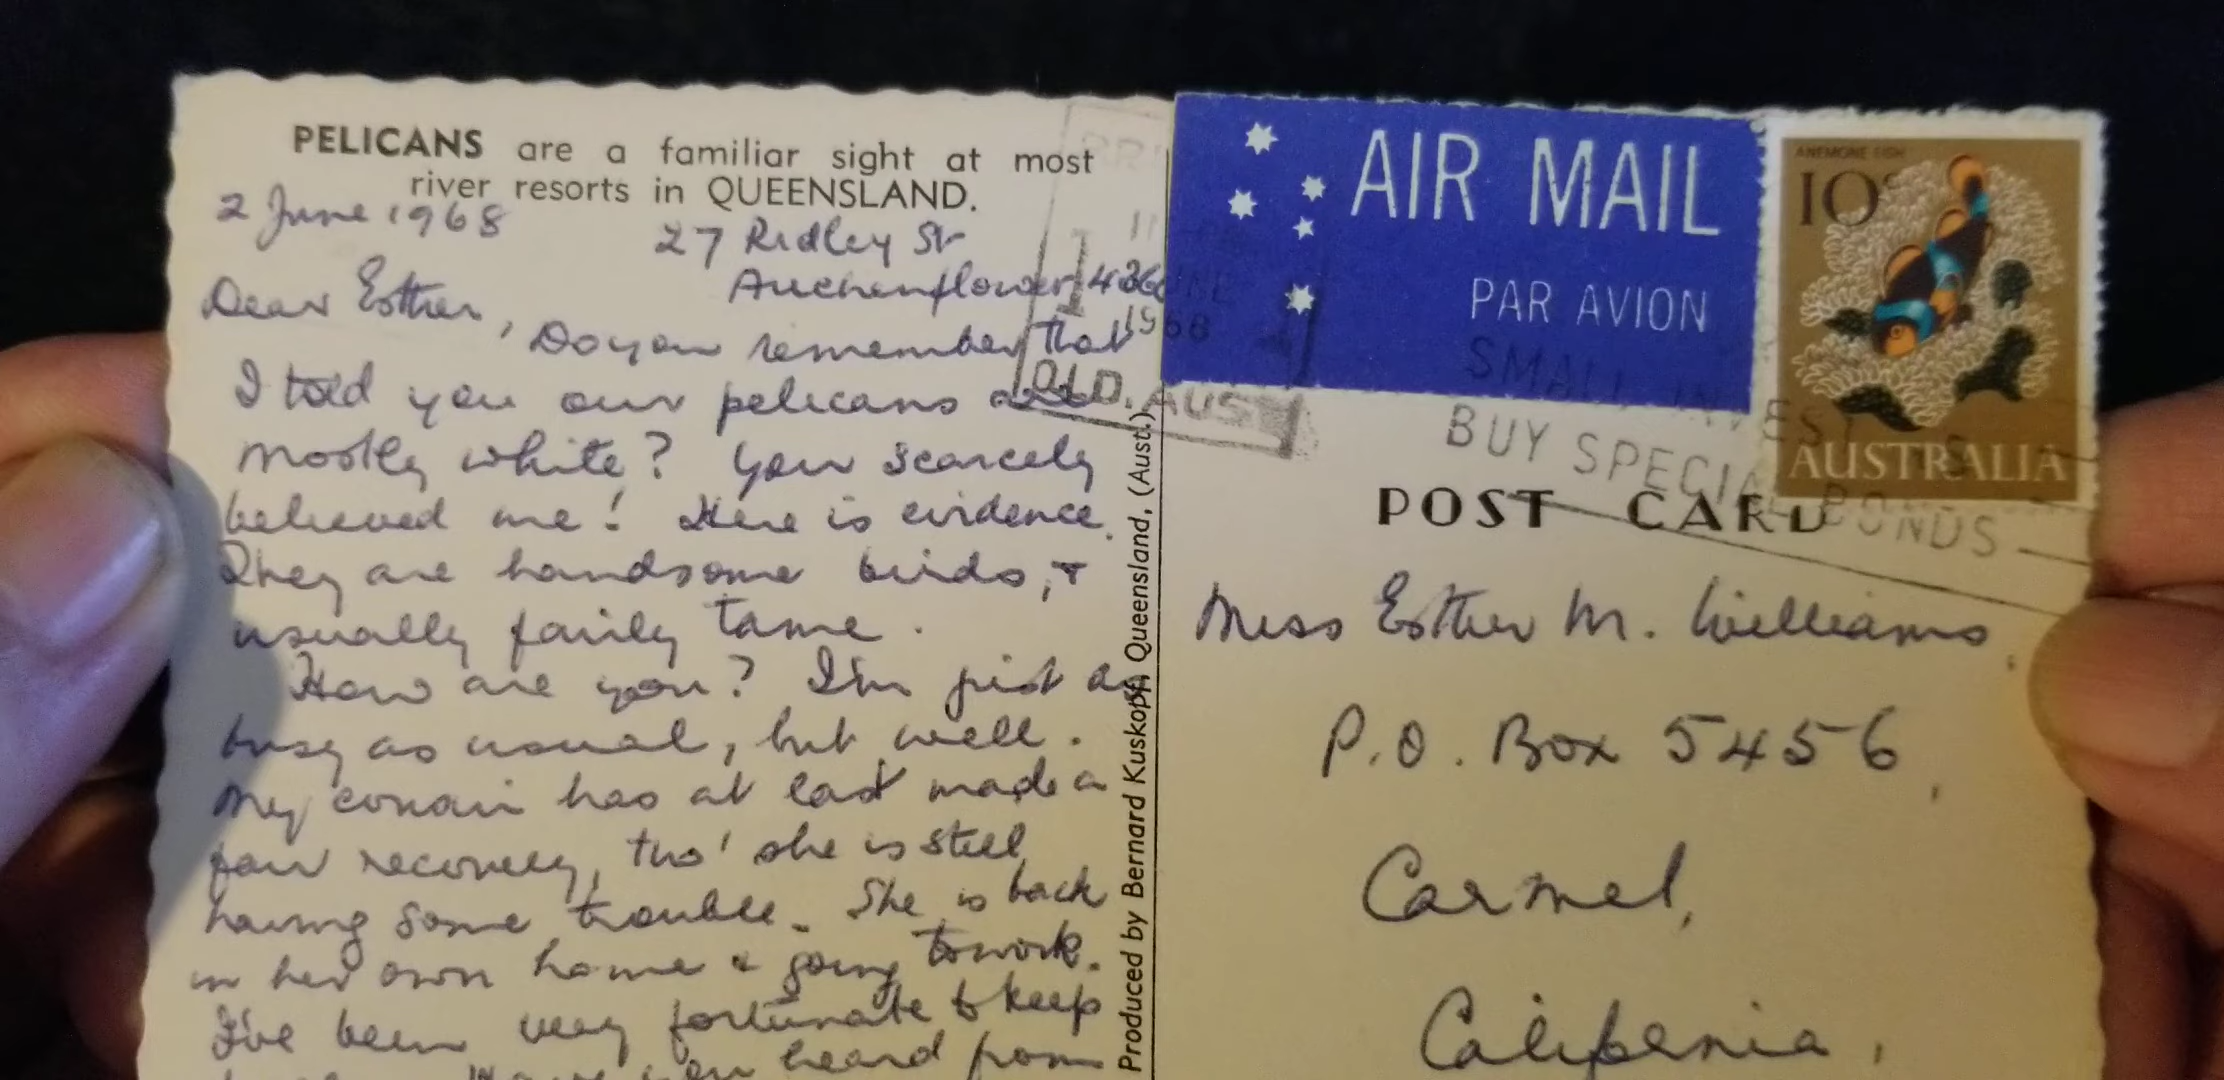 PELICANS are a familiar sight at most
river resorts in QUEENSLAND.
2 June 1968
27 Ridley St
Auchenflower
Dear Esther,
Do you remember that
I told you our pelicans are
mostly white? You scarcely
believed me! Here is evidence.
They are handsome birds, &
usually fairly tame.
How are you? I'm just as
busy as usual, but well.
My cousin has at last made a
fair recovery, tho' she is still
having some trouble. She is back
in her own home & going to work.
I've been very fortunate to keep
heard from
Produced by Bernard Kuskopf, Queensland, (Aust.)
AIR MAIL
PAR AVION
ANEMONE FISH
10c
AUSTRALIA
1968
QLD. AUST
SMALL INVEST
BUY SPECIAL BONDS
POST CARD
Miss Esther M. Williams,
P.O. Box 5456,
Carmel,
California,